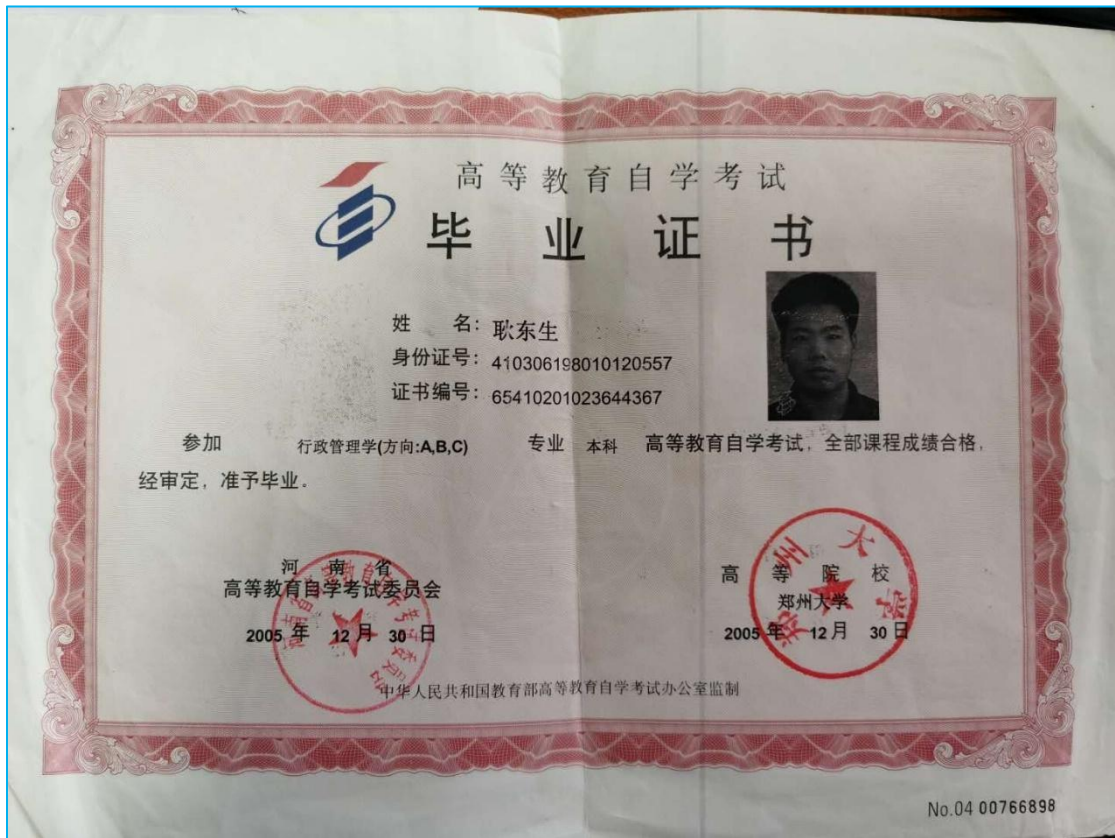 高等教育自学考试
毕业证书
姓 名：耿东生
身份证号：410306198010120557
证书编号：65410201023644367
参加 行政管理学(方向:A,B,C) 专业 本科 高等教育自学考试，全部课程成绩合格，
经审定，准予毕业。
河南省
高等教育自学考试委员会
2005 年 12 月 30 日
高等院校
郑州大学
2005 年 12 月 30 日
郑州大学
中华人民共和国教育部高等教育自学考试办公室监制
No.04 00766898